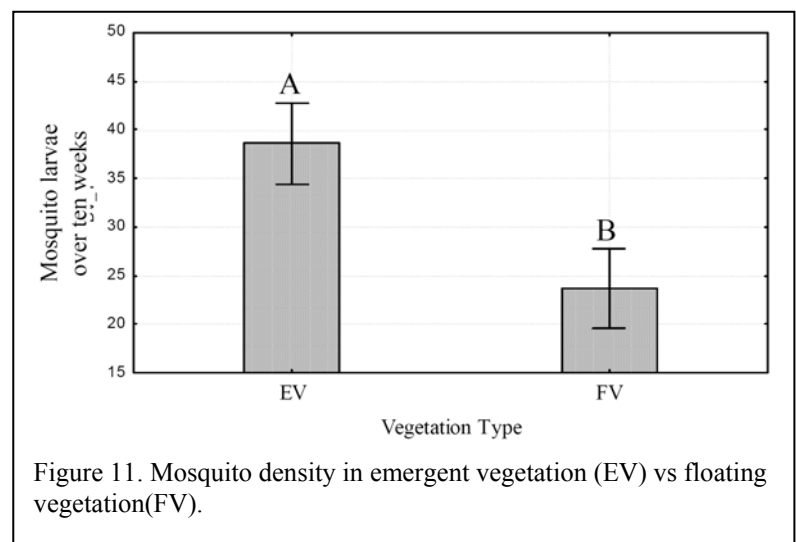 50
45
40
35
30
25
20
15
Mosquito larvae
over ten weeks
A
B
EV
FV
Vegetation Type
Figure 11. Mosquito density in emergent vegetation (EV) vs floating
vegetation(FV).